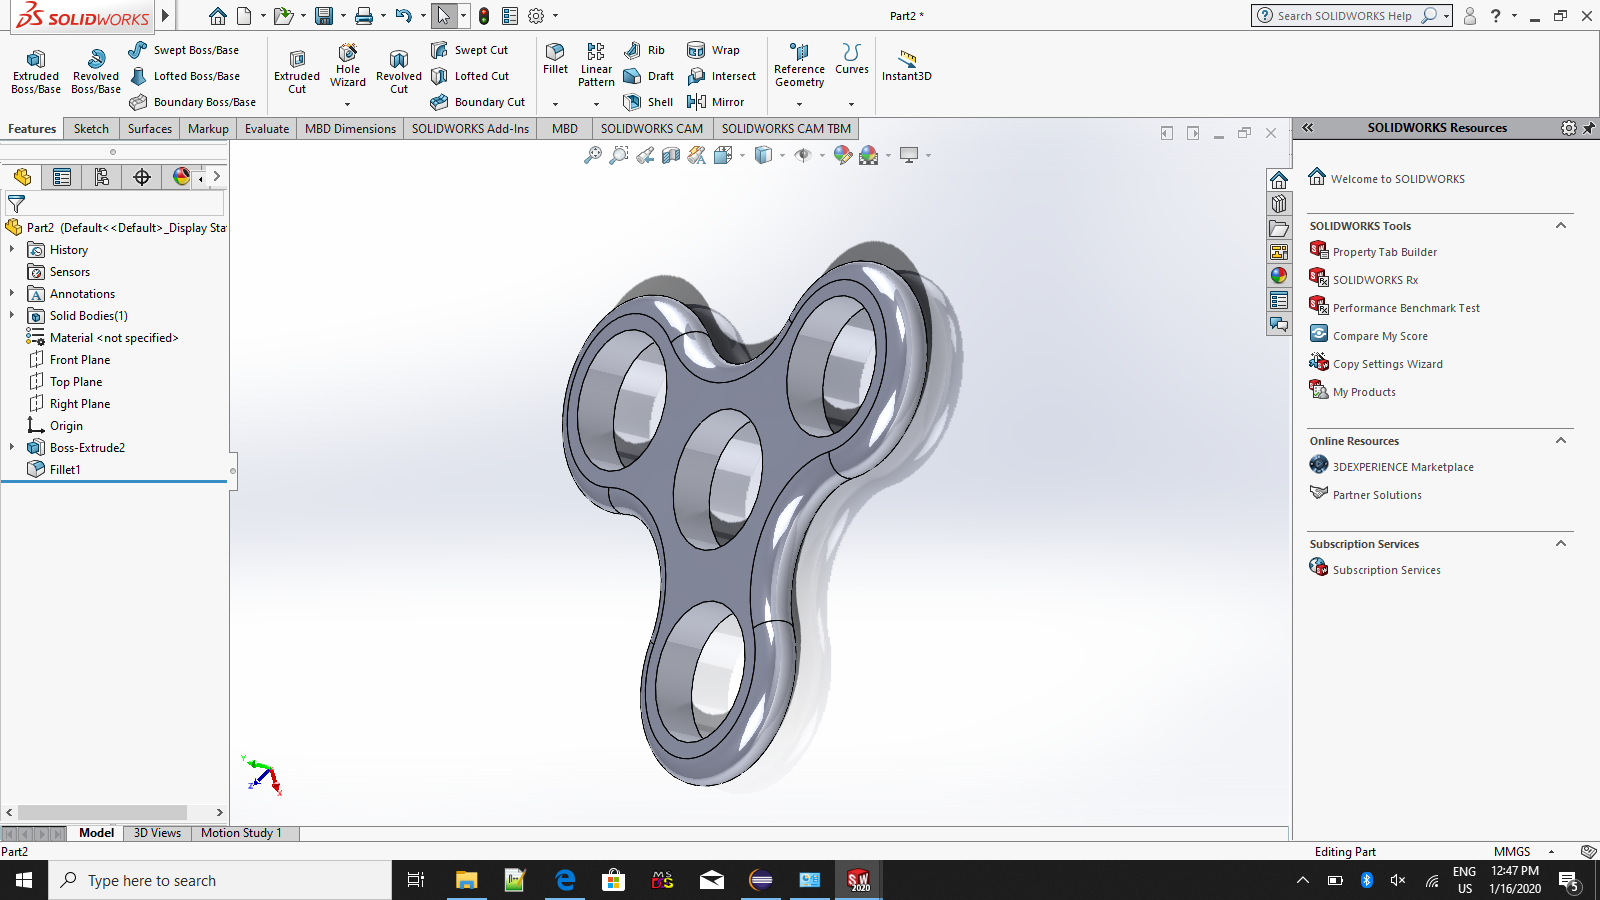 SOLIDWORKS
Part2 *
Search SOLIDWORKS Help
?
Extruded Boss/Base
Revolved Boss/Base
Swept Boss/Base
Lofted Boss/Base
Boundary Boss/Base
Extruded Cut
Hole Wizard
Revolved Cut
Swept Cut
Lofted Cut
Boundary Cut
Fillet
Linear Pattern
Rib
Draft
Shell
Wrap
Intersect
Mirror
Reference Geometry
Curves
Instant3D
Features
Sketch
Surfaces
Markup
Evaluate
MBD Dimensions
SOLIDWORKS Add-Ins
MBD
SOLIDWORKS CAM
SOLIDWORKS CAM TBM
Part2 (Default<<Default>_Display Sta
History
Sensors
Annotations
Solid Bodies(1)
Material <not specified>
Front Plane
Top Plane
Right Plane
Origin
Boss-Extrude2
Fillet1
Y
Z
X
SOLIDWORKS Resources
Welcome to SOLIDWORKS
SOLIDWORKS Tools
Property Tab Builder
SOLIDWORKS Rx
Performance Benchmark Test
Compare My Score
Copy Settings Wizard
My Products
Online Resources
3DEXPERIENCE Marketplace
Partner Solutions
Subscription Services
Subscription Services
Model
3D Views
Motion Study 1
Part2
Editing Part
MMGS
Type here to search
SW 2020
ENG
US
12:47 PM
1/16/2020
5